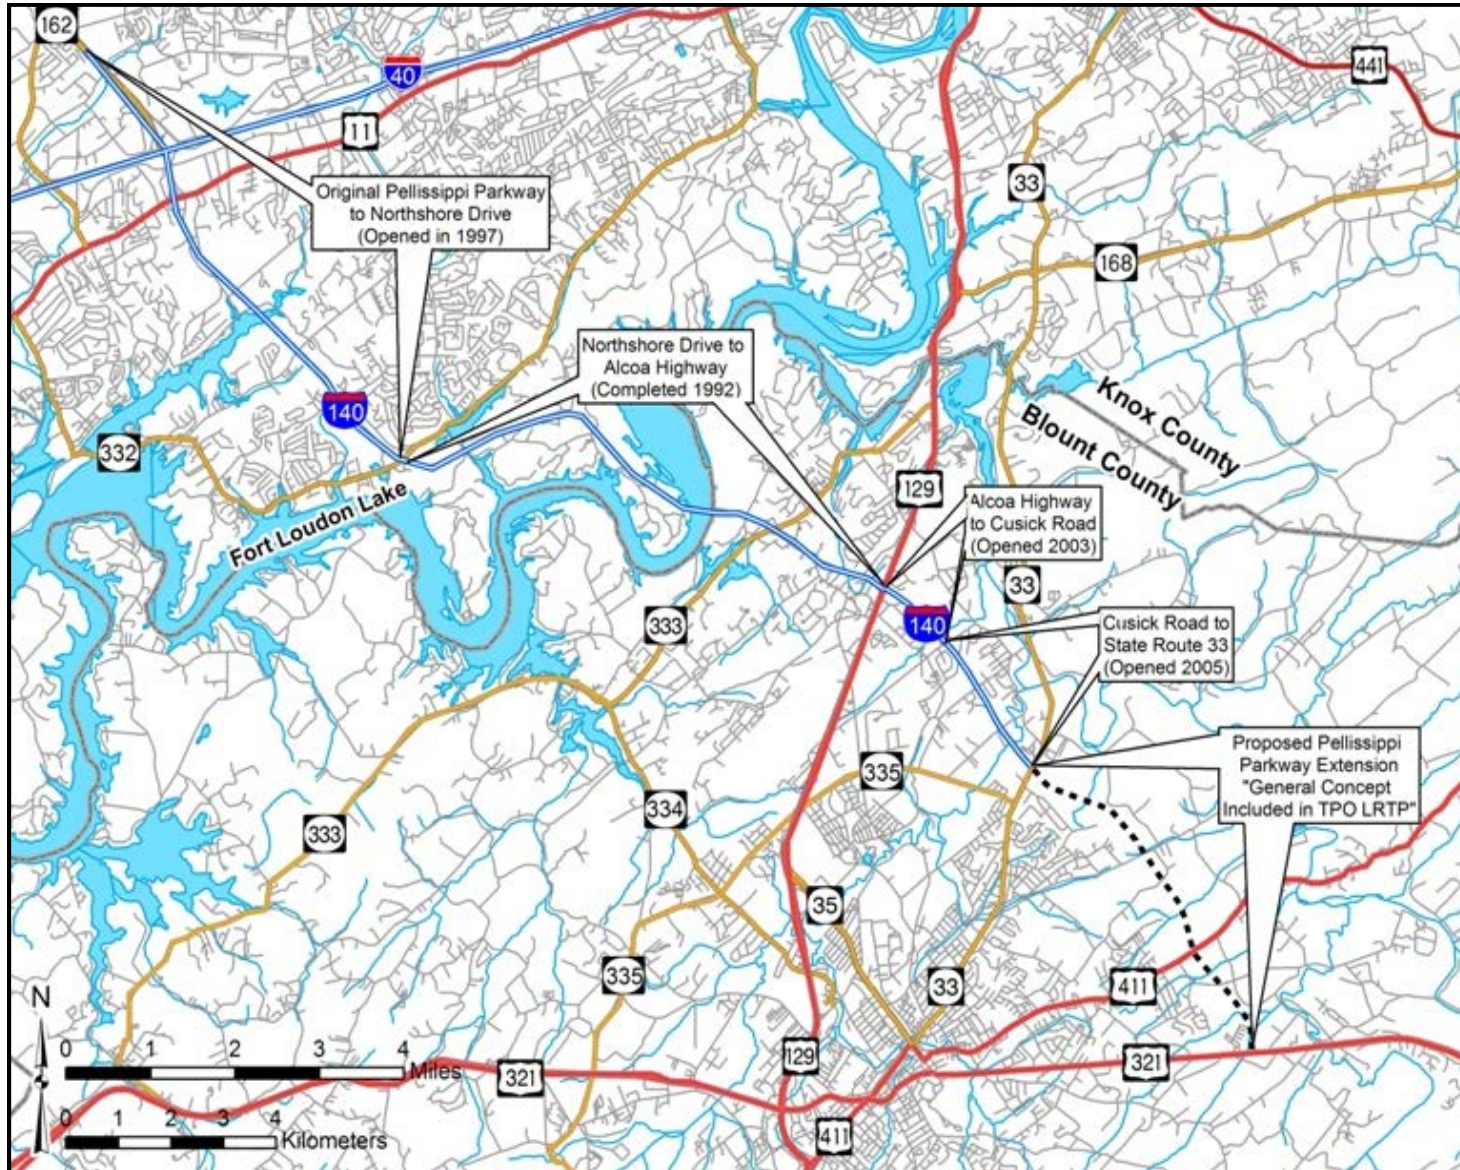 162
40
441
11
Original Pellissippi Parkway
to Northshore Drive
(Opened in 1997)
33
168
Northshore Drive to
Alcoa Highway
(Completed 1992)
140
Knox County
Blount County
332
129
Fort Loudon Lake
Alcoa Highway
to Cusick Road
(Opened 2003)
33
333
140
Cusick Road to
State Route 33
(Opened 2005)
Proposed Pellissippi
Parkway Extension
"General Concept
Included in TPO LRTP"
335
334
333
35
335
33
411
N
0 1 2 3 4
Miles
129
321
321
0 1 2 3 4
Kilometers
411